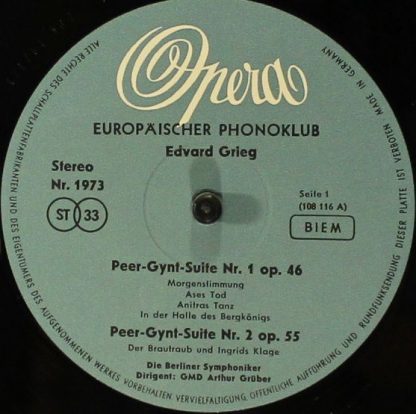 Opera
EUROPÄISCHER PHONOKLUB
Edvard Grieg
Stereo
Nr. 1973
ST 33
Seite 1
(108 116 A)
BIEM
Peer-Gynt-Suite Nr. 1 op. 46
Morgenstimmung
Ases Tod
Anitras Tanz
In der Halle des Bergkönigs
Peer-Gynt-Suite Nr. 2 op. 55
Der Brautraub und Ingrids Klage
Die Berliner Symphoniker
Dirigent: GMD Arthur Grüber
ALLE RECHTE DES SCHALLPLATTENFABRIKANTEN UND DES EIGENTÜMERS DES AUFGENOMMENEN WERKES VORBEHALTEN VERVIELFÄLTIGUNG, ÖFFENTLICHE AUFFÜHRUNG UND RUNDFUNKSENDUNG DIESER PLATTE IST VERBOTEN MADE IN GERMANY